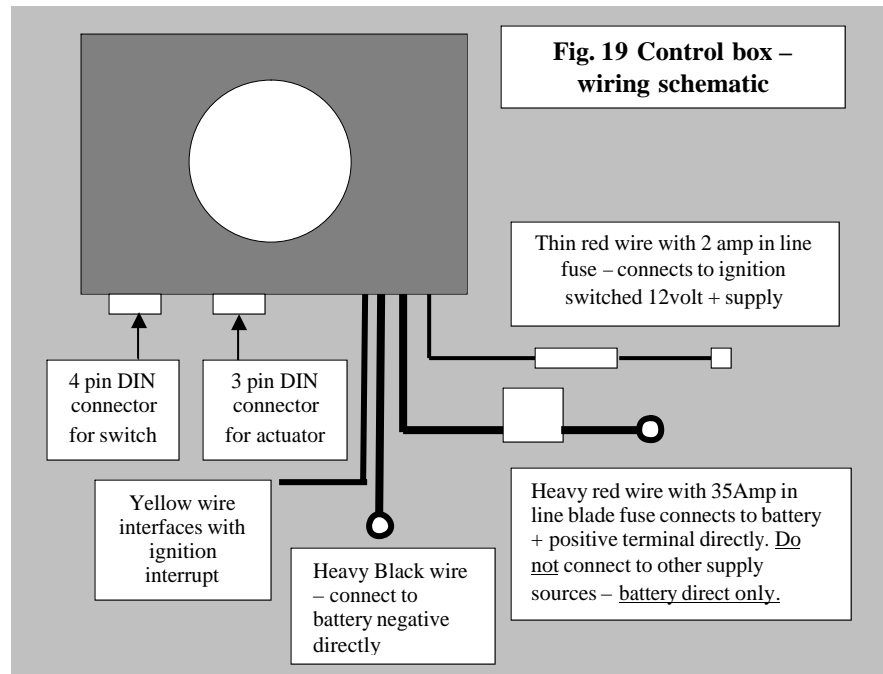 Fig. 19 Control box –
wiring schematic
Thin red wire with 2 amp in line
fuse – connects to ignition
switched 12volt + supply
4 pin DIN
connector
for switch
3 pin DIN
connector
for actuator
Yellow wire
interfaces with
ignition
interrupt
Heavy Black wire
– connect to
battery negative
directly
Heavy red wire with 35Amp in
line blade fuse connects to battery
+ positive terminal directly. Do
not connect to other supply
sources – battery direct only.